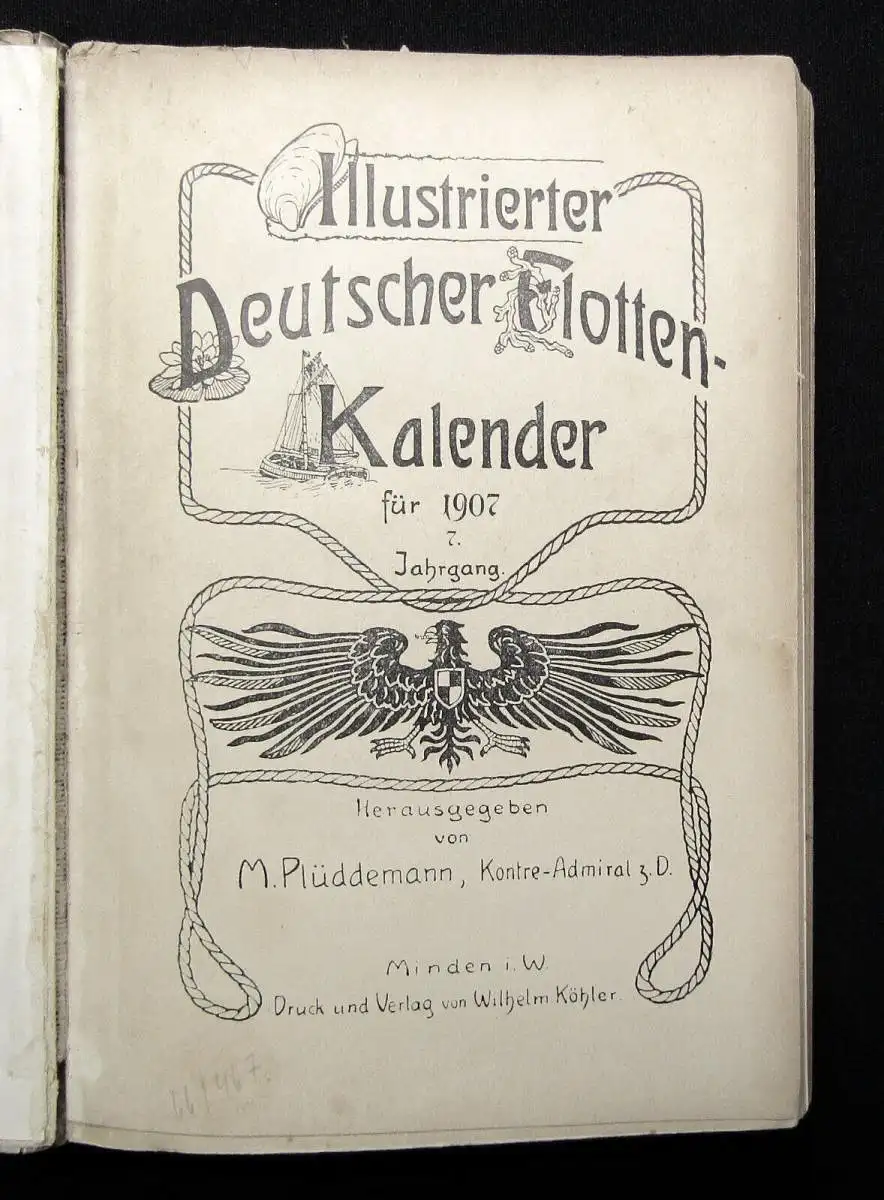 Illustrierter
Deutscher Flotten-
Kalender
für 1907
7.
Jahrgang.
Herausgegeben
von
M. Plüddemann, Kontre-Admiral z. D.
Minden i. W.
Druck und Verlag von Wilhelm Köhler.